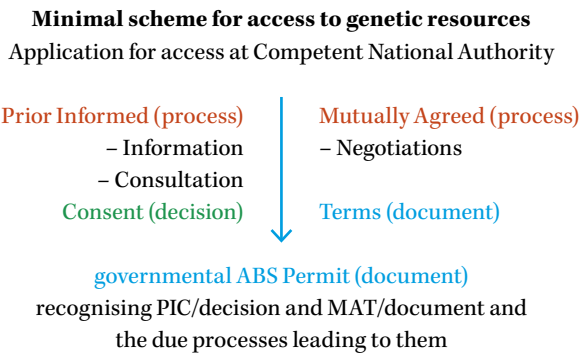 Minimal scheme for access to genetic resources
Application for access at Competent National Authority
Prior Informed (process)
– Information
– Consultation
Consent (decision)
Mutually Agreed (process)
– Negotiations
Terms (document)
governmental ABS Permit (document)
recognising PIC/decision and MAT/document and
the due processes leading to them